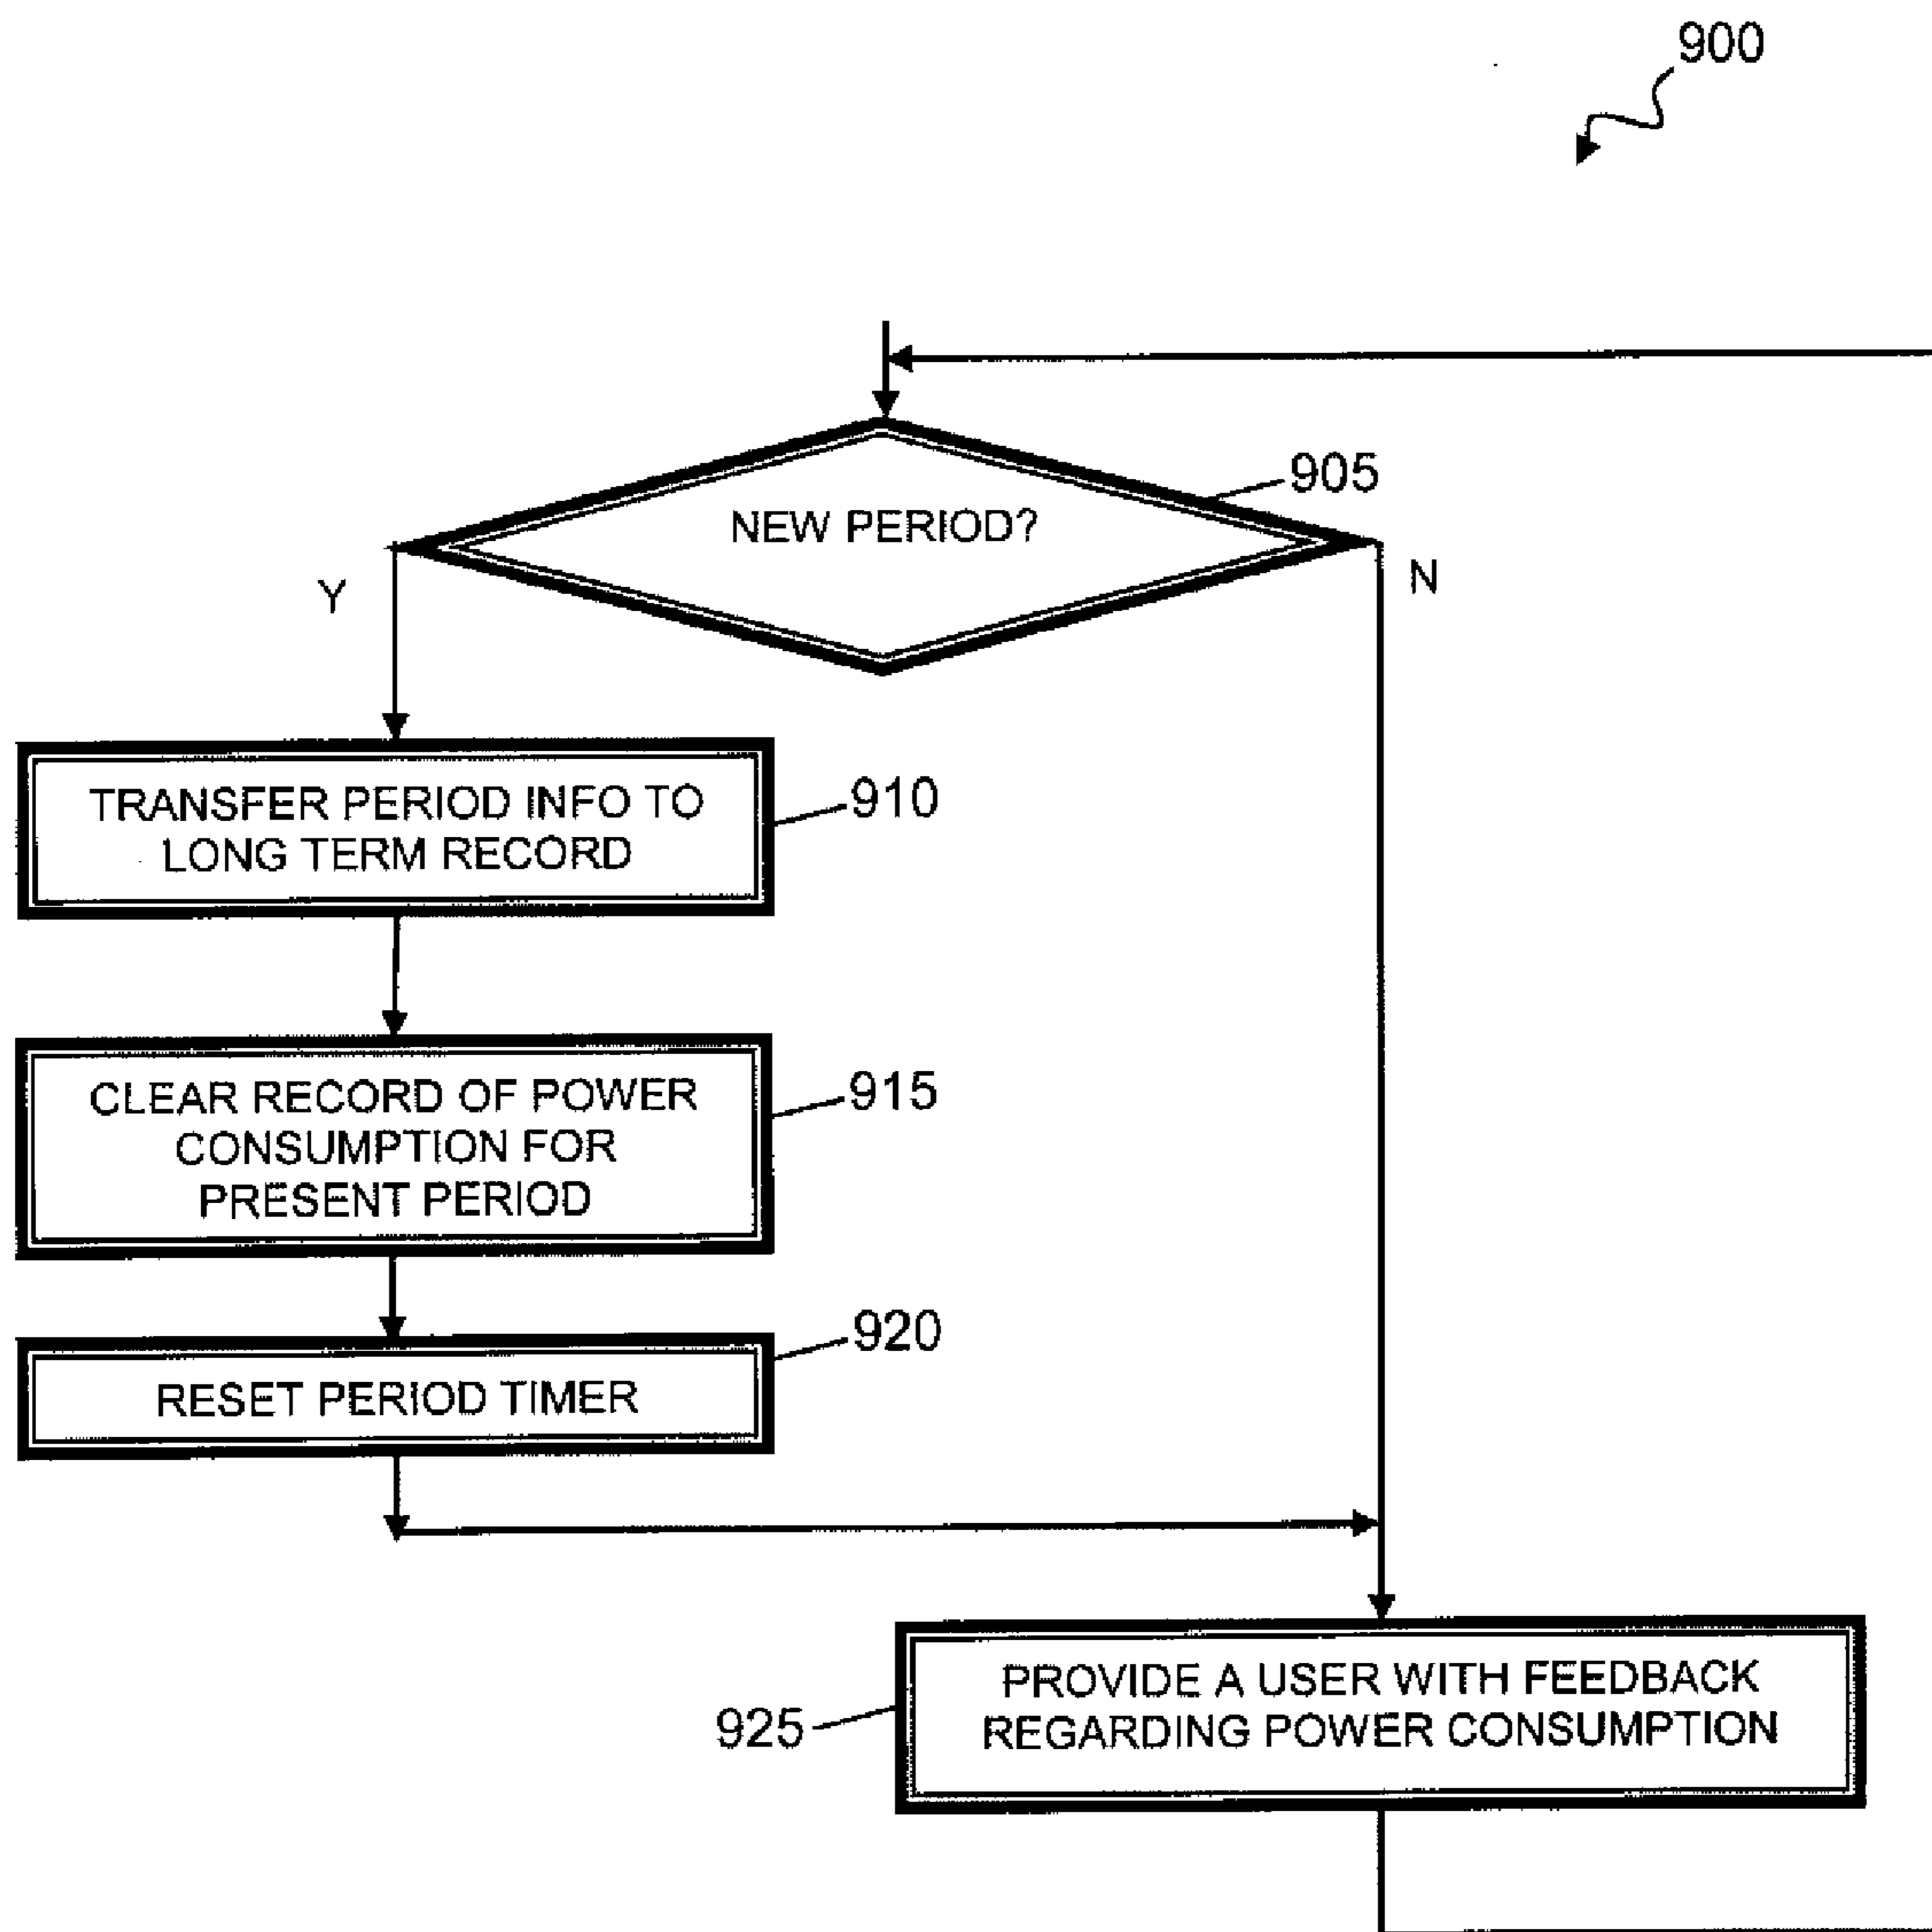 900
905
NEW PERIOD?
Y
N
TRANSFER PERIOD INFO TO
LONG TERM RECORD
910
CLEAR RECORD OF POWER
CONSUMPTION FOR
PRESENT PERIOD
915
920
RESET PERIOD TIMER
PROVIDE A USER WITH FEEDBACK
REGARDING POWER CONSUMPTION
925